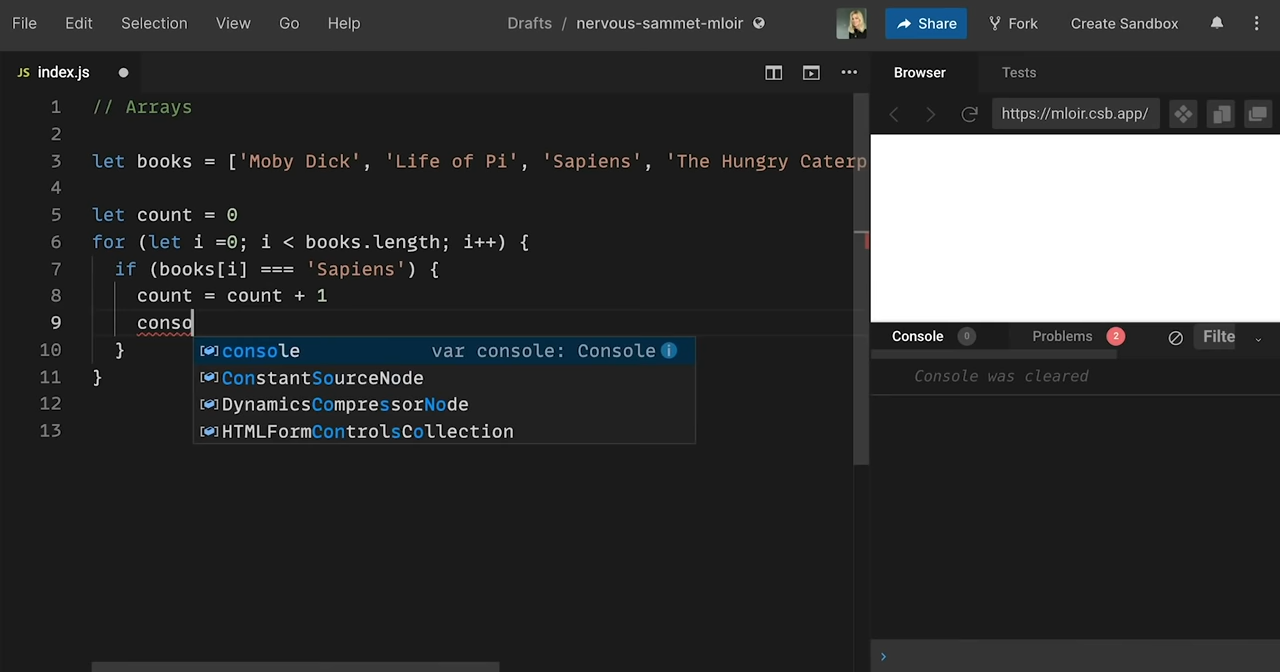 File Edit Selection View Go Help Drafts / nervous-sammet-mloir Share Fork Create Sandbox
JS index.js Browser Tests
https://mloir.csb.app/
1 // Arrays
2
3 let books = ['Moby Dick', 'Life of Pi', 'Sapiens', 'The Hungry Caterp
4
5 let count = 0
6 for (let i =0; i < books.length; i++) {
7 if (books[i] === 'Sapiens') {
8 count = count + 1
9 conso
10 }
11 }
12
13
console var console: Console
ConstantSourceNode
DynamicsCompressorNode
HTMLFormControlsCollection
Console 0 Problems 2 Filte
Console was cleared